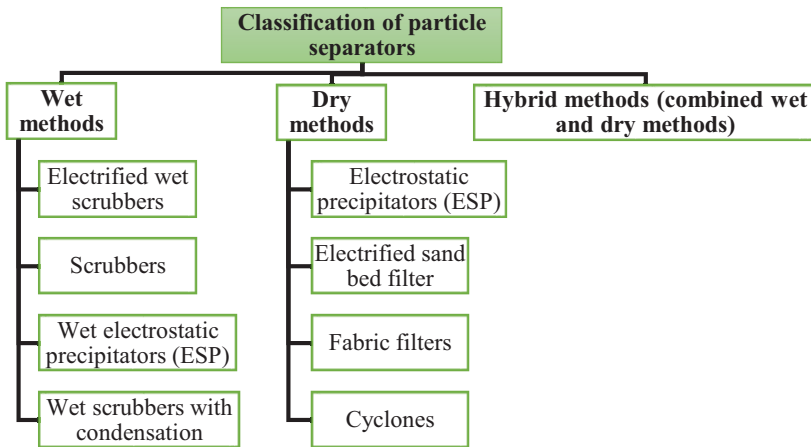 Classification of particle
separators
Wet
methods
Dry
methods
Hybrid methods (combined wet
and dry methods)
Electrified wet
scrubbers
Scrubbers
Wet electrostatic
precipitators (ESP)
Wet scrubbers with
condensation
Electrostatic
precipitators (ESP)
Electrified sand
bed filter
Fabric filters
Cyclones